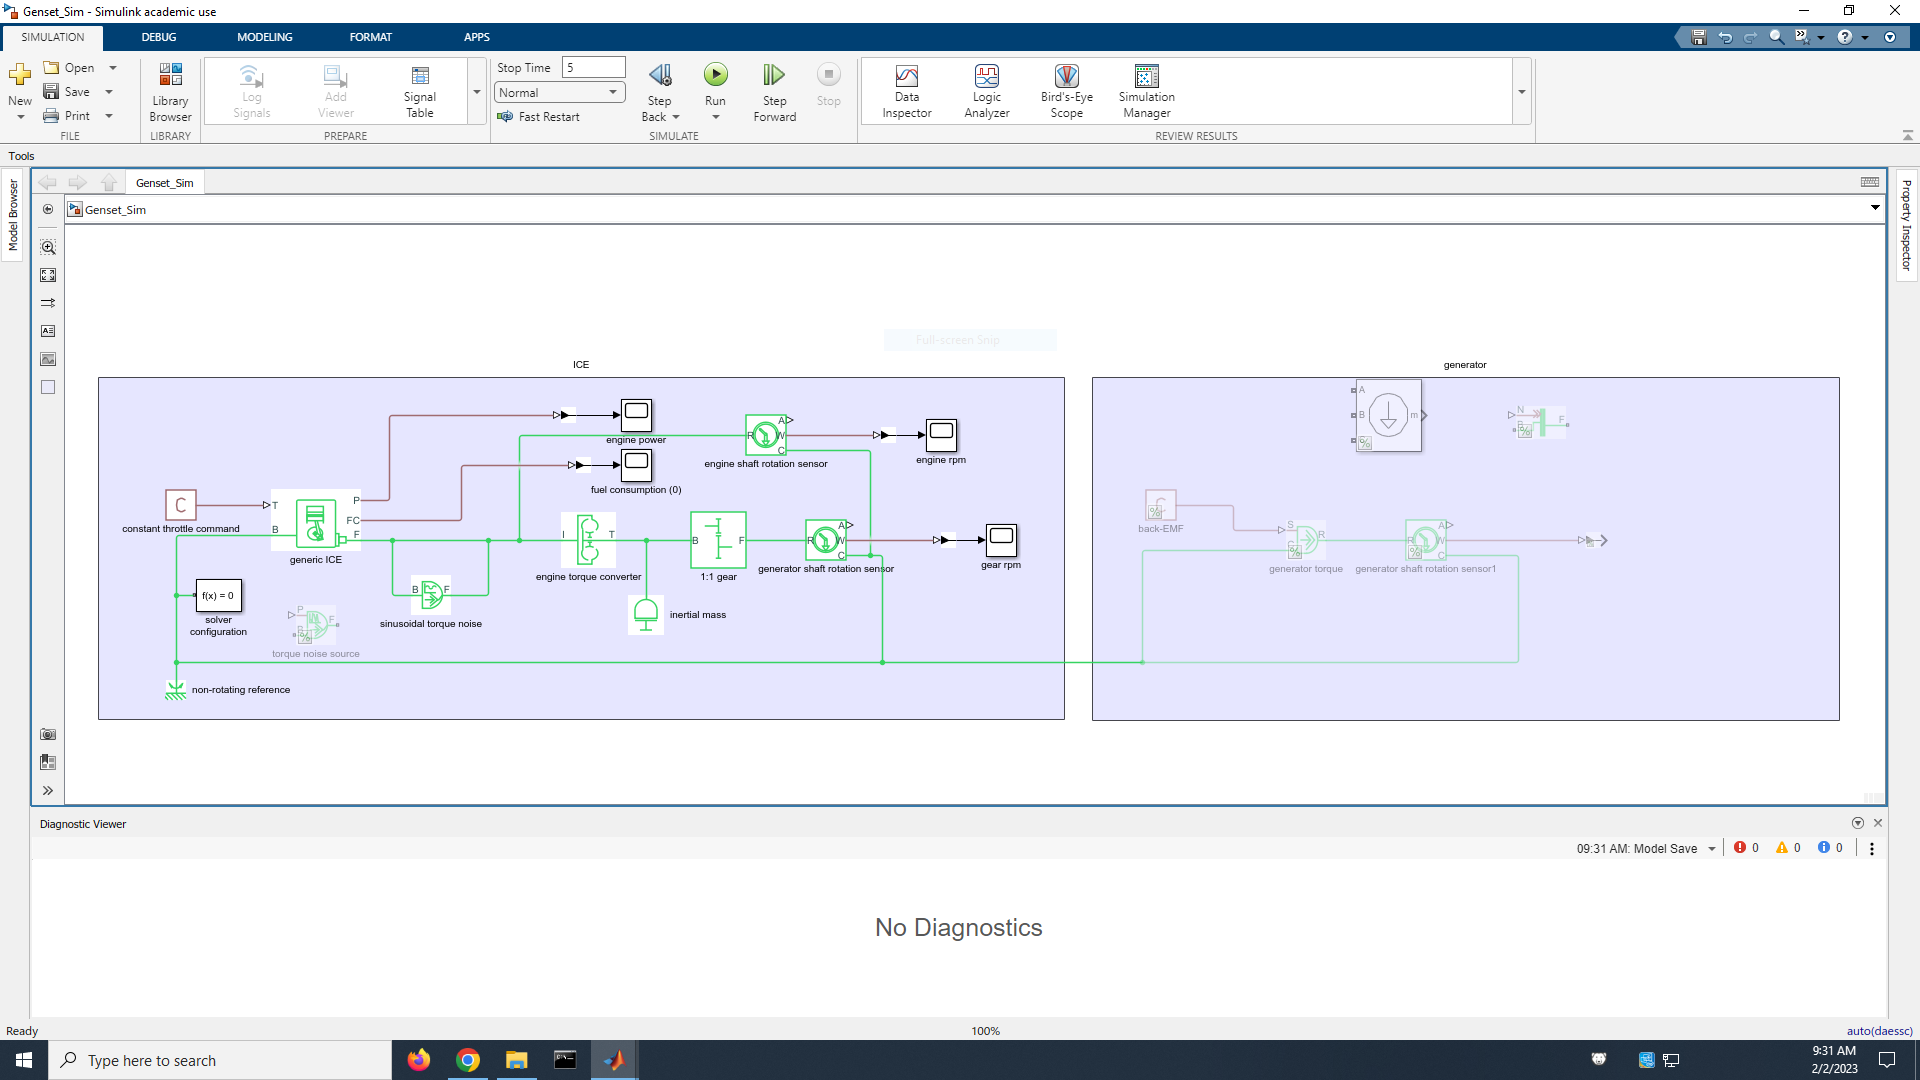 Genset_Sim - Simulink academic use
SIMULATION DEBUG MODELING FORMAT APPS
New
Open
Save
Print
FILE
Library Browser
LIBRARY
Log Signals
Add Viewer
Signal Table
PREPARE
Stop Time 5
Normal
Fast Restart
Step Back
Run
Step Forward
Stop
SIMULATE
Data Inspector
Logic Analyzer
Bird's-Eye Scope
Simulation Manager
REVIEW RESULTS
Tools
Model Browser
Property Inspector
Genset_Sim
Genset_Sim
Full-screen Snip
ICE
engine power
fuel consumption (0)
R A W C
engine shaft rotation sensor
engine rpm
C
constant throttle command
T B P FC F
generic ICE
f(x) = 0
solver
configuration
P F
torque noise source
B F
sinusoidal torque noise
I T
engine torque converter
inertial mass
B F
1:1 gear
R A W C
generator shaft rotation sensor
gear rpm
non-rotating reference
generator
A
B
m
N
F
back-EMF
S R C
generator torque
R A W C
generator shaft rotation sensor1
Diagnostic Viewer
09:31 AM: Model Save 0 0 0
No Diagnostics
Ready 100% auto(daessc)
Type here to search
9:31 AM
2/2/2023